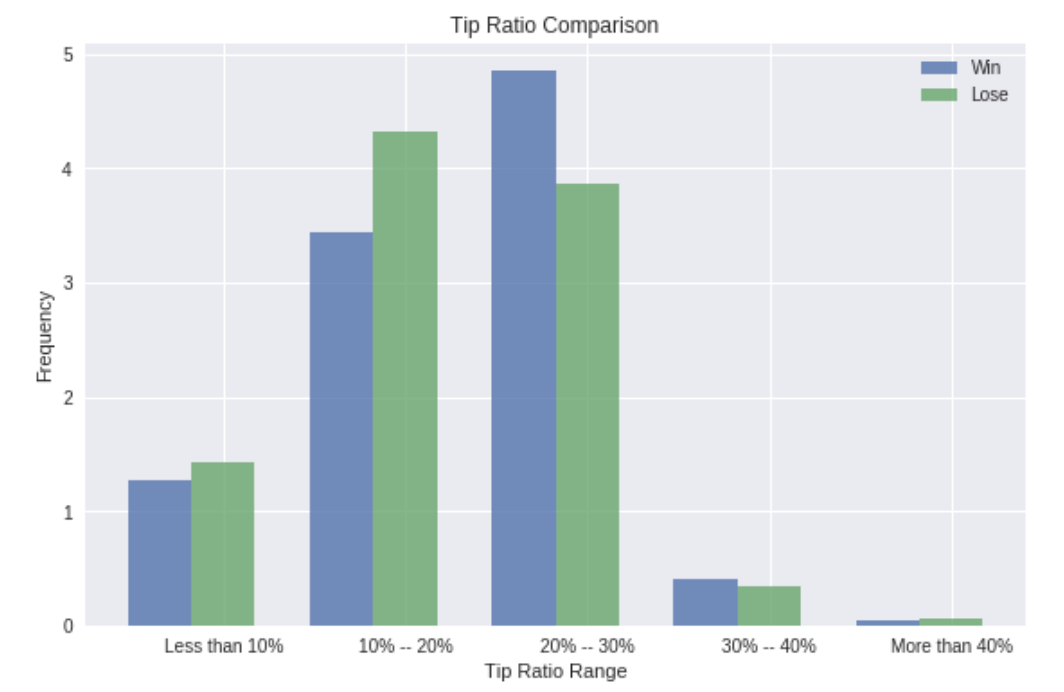 Tip Ratio Comparison
Win
Lose
Frequency
5
4
3
2
1
0
Less than 10%
10% -- 20%
20% -- 30%
30% -- 40%
More than 40%
Tip Ratio Range